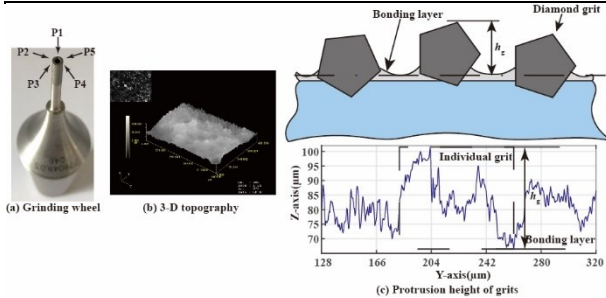 P1
P2 P5
P3 P4
(a) Grinding wheel
(b) 3-D topography
Bonding layer
Diamond grit
hg
Z-axis(μm)
100
95
90
85
80
75
70
Individual grit
hg
Bonding layer
128 166 204 242 280 320
Y-axis(μm)
(c) Protrusion height of grits